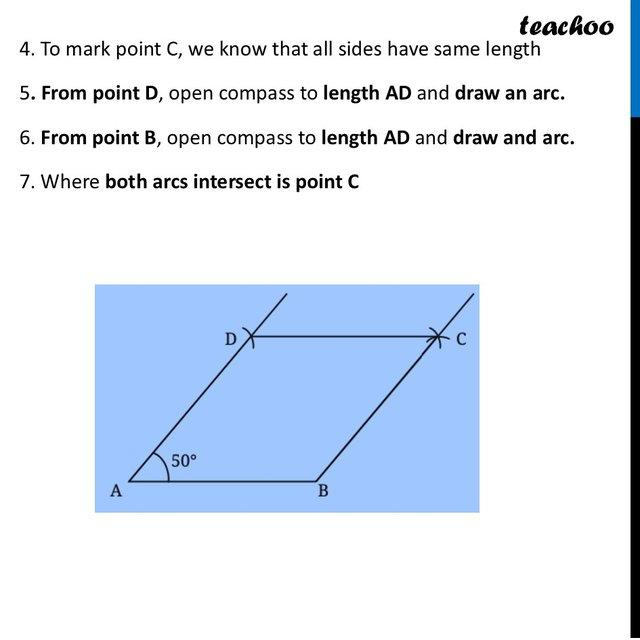 teachoo
4. To mark point C, we know that all sides have same length
5. From point D, open compass to length AD and draw an arc.
6. From point B, open compass to length AD and draw and arc.
7. Where both arcs intersect is point C
D
C
50°
A
B